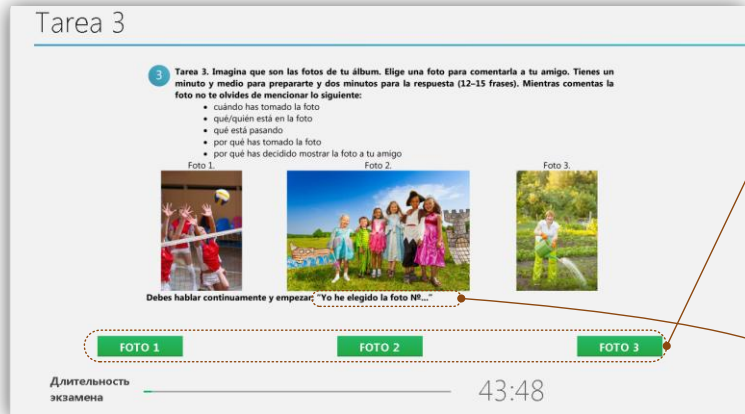 Tarea 3
3 Tarea 3. Imagina que son las fotos de tu álbum. Elige una foto para comentarla a tu amigo. Tienes un
minuto y medio para prepararte y dos minutos para la respuesta (12–15 frases). Mientras comentas la
foto no te olvides de mencionar lo siguiente:
• cuándo has tomado la foto
• qué/quién está en la foto
• qué está pasando
• por qué has tomado la foto
• por qué has decidido mostrar la foto a tu amigo
Foto 1. Foto 2. Foto 3.
Debes hablar continuamente y empezar: "Yo he elegido la foto Nº..."
FOTO 1 FOTO 2 FOTO 3
Длительность
экзамена
43:48